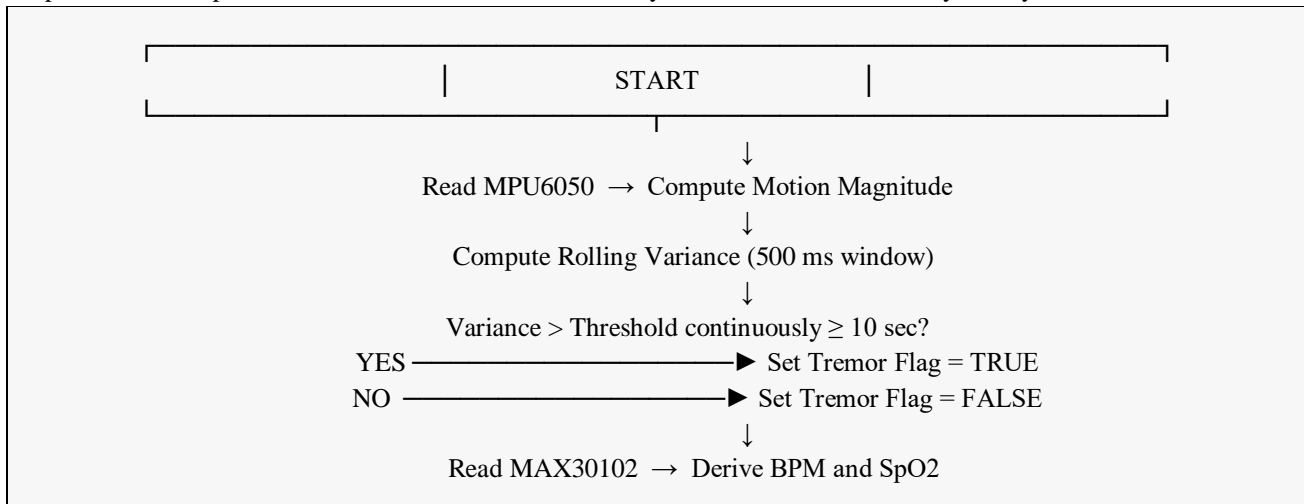 START
↓
Read MPU6050 → Compute Motion Magnitude
↓
Compute Rolling Variance (500 ms window)
↓
Variance > Threshold continuously ≥ 10 sec?
YES ────────────────► Set Tremor Flag = TRUE
NO ────────────────► Set Tremor Flag = FALSE
↓
Read MAX30102 → Derive BPM and SpO2